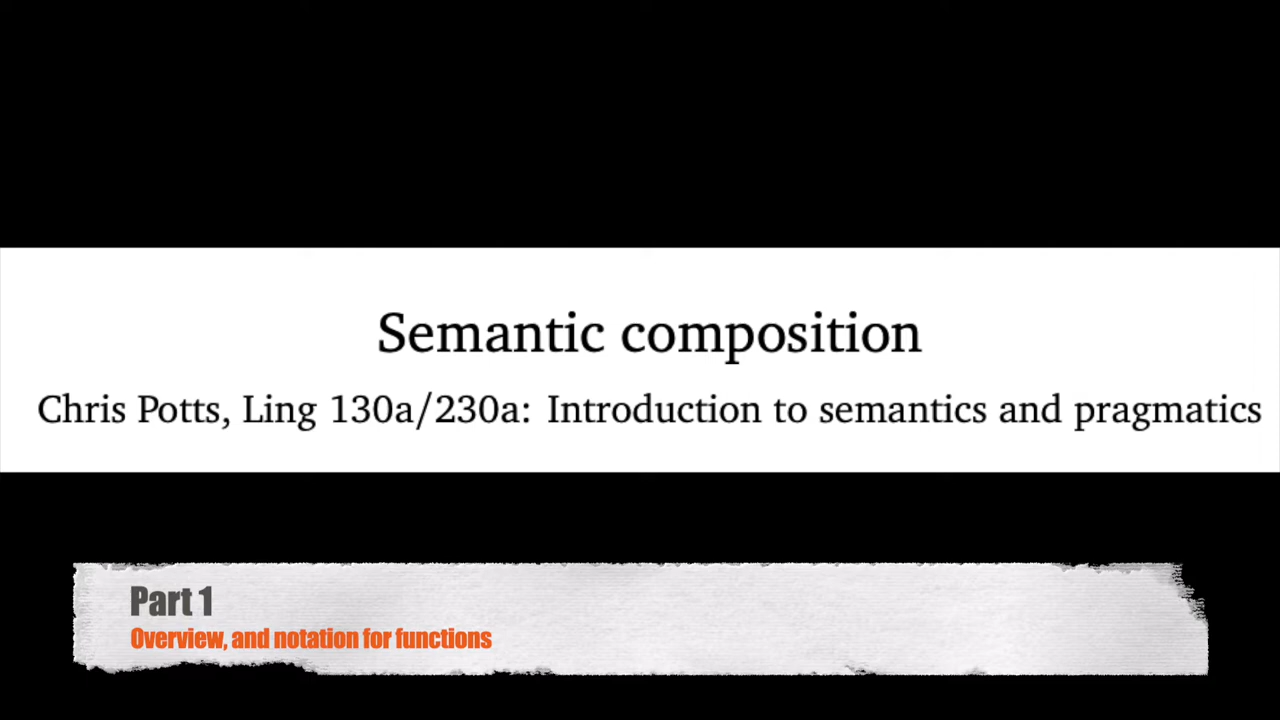 Semantic composition
Chris Potts, Ling 130a/230a: Introduction to semantics and pragmatics
Part 1
Overview, and notation for functions